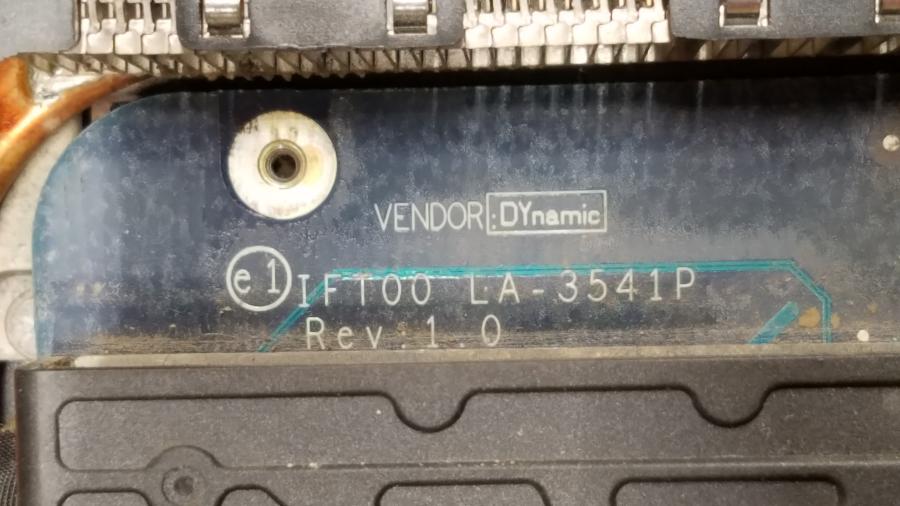 VENDOR:DYnamic
e1 IFT00 LA-3541P
Rev.1.0